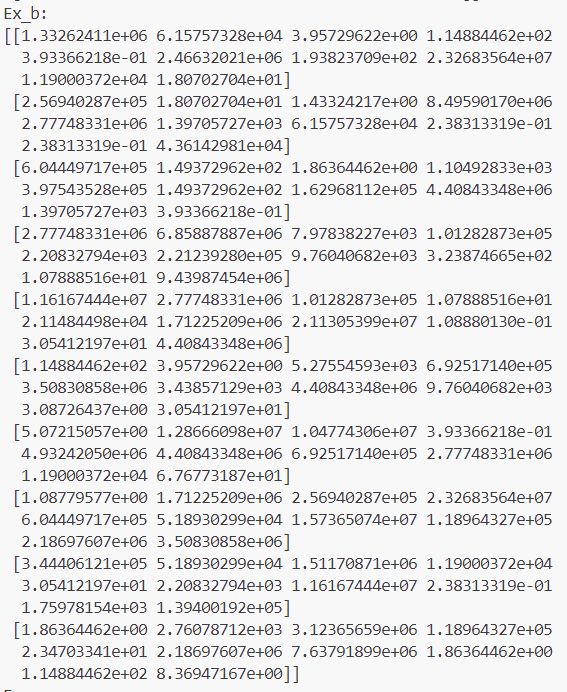 Ex_b:
[[1.33262411e+06 6.15757328e+04 3.95729622e+00 1.14884462e+02
3.93366218e-01 2.46632021e+06 1.93823709e+02 2.32683564e+07
1.19000372e+04 1.80702704e+01]
[2.56940287e+05 1.80702704e+01 1.43324217e+00 8.49590170e+06
2.77748331e+06 1.39705727e+03 6.15757328e+04 2.38313319e-01
2.38313319e-01 4.36142981e+04]
[6.04449717e+05 1.49372962e+02 1.86364462e+00 1.10492833e+03
3.97543528e+05 1.49372962e+02 1.62968112e+05 4.40843348e+06
1.39705727e+03 3.93366218e-01]
[2.77748331e+06 6.85887887e+06 7.97838227e+03 1.01282873e+05
2.20832794e+03 2.21239280e+05 9.76040682e+03 3.23874665e+02
1.07888516e+01 9.43987454e+06]
[1.16167444e+07 2.77748331e+06 1.01282873e+05 1.07888516e+01
2.11484498e+04 1.71225209e+06 2.11305399e+07 1.08880130e-01
3.05412197e+01 4.40843348e+06]
[1.14884462e+02 3.95729622e+00 5.27554593e+03 6.92517140e+05
3.50830858e+06 3.43857129e+03 4.40843348e+06 9.76040682e+03
3.08726437e+00 3.05412197e+01]
[5.07215057e+00 1.28666098e+07 1.04774306e+07 3.93366218e-01
4.93242050e+06 4.40843348e+06 6.92517140e+05 2.77748331e+06
1.19000372e+04 6.76773187e+01]
[1.08779577e+00 1.71225209e+06 2.56940287e+05 2.32683564e+07
6.04449717e+05 5.18930299e+04 1.57365074e+07 1.18964327e+05
2.18697607e+06 3.50830858e+06]
[3.44406121e+05 5.18930299e+04 1.51170871e+06 1.19000372e+04
3.05412197e+01 2.20832794e+03 1.16167444e+07 2.38313319e-01
1.75978154e+03 1.39400192e+05]
[1.86364462e+00 2.76078712e+03 3.12365659e+06 1.18964327e+05
2.34703341e+01 2.18697607e+06 7.63791899e+06 1.86364462e+00
1.14884462e+02 8.36947167e+00]]